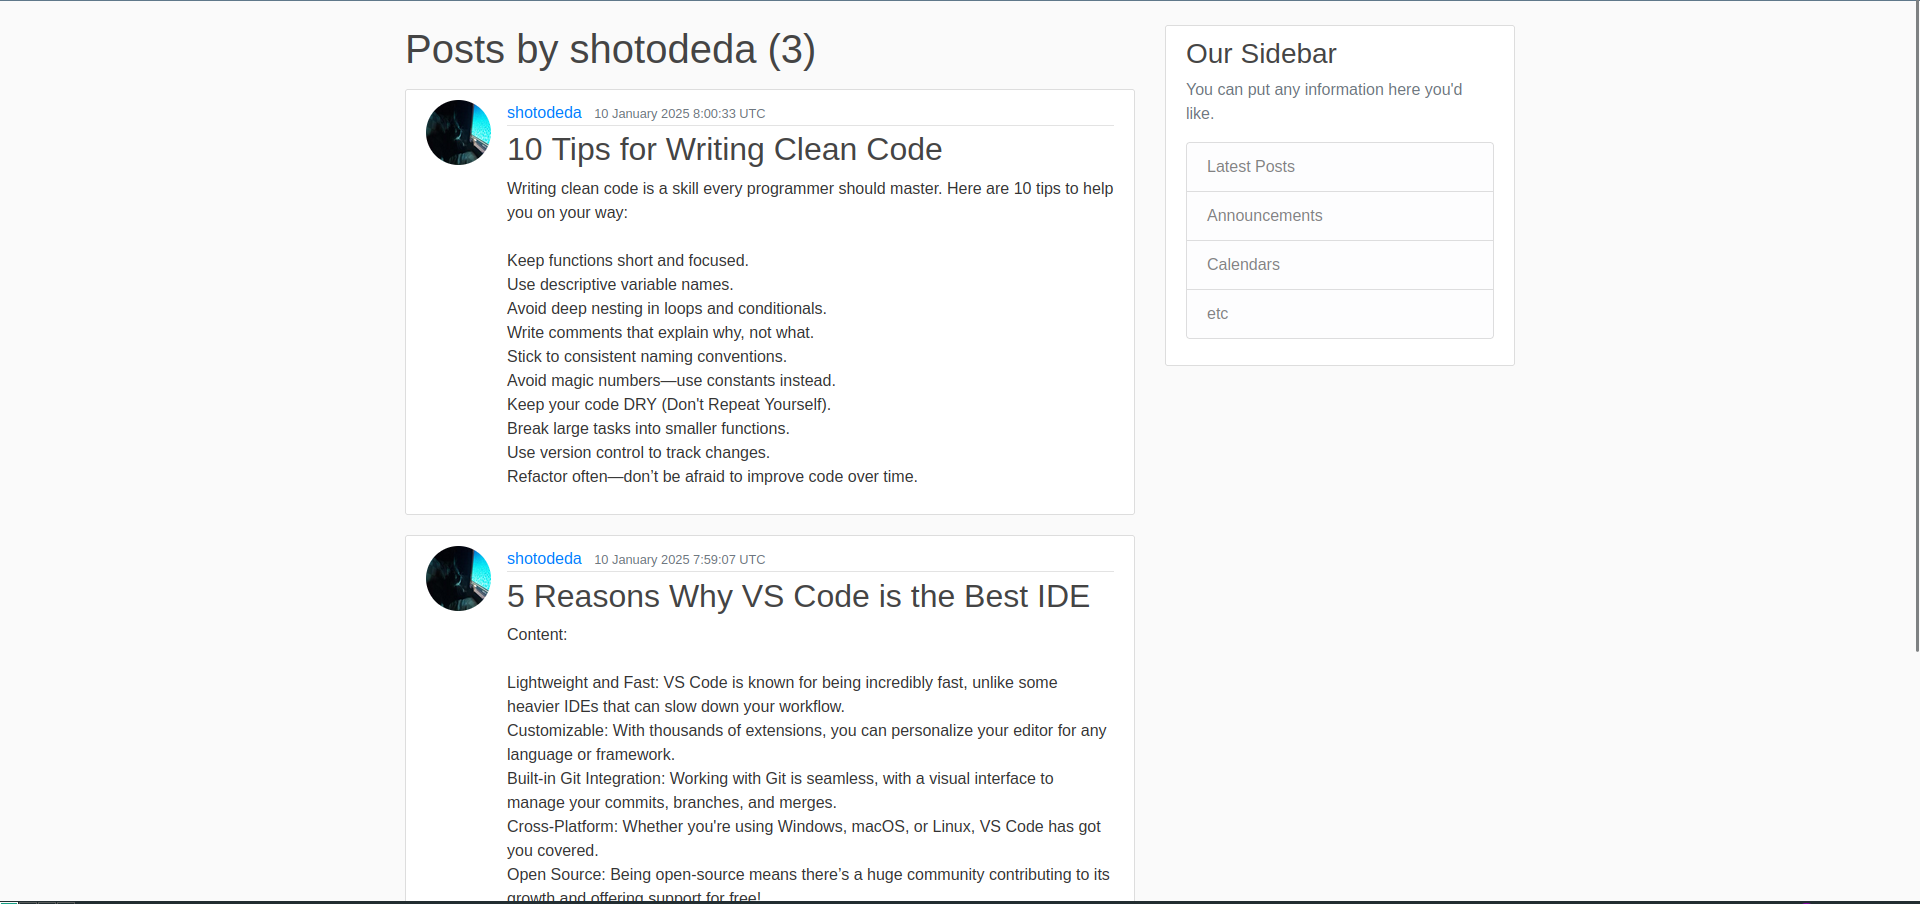 Posts by shotodeda (3)
shotodeda 10 January 2025 8:00:33 UTC
10 Tips for Writing Clean Code
Writing clean code is a skill every programmer should master. Here are 10 tips to help
you on your way:
Keep functions short and focused.
Use descriptive variable names.
Avoid deep nesting in loops and conditionals.
Write comments that explain why, not what.
Stick to consistent naming conventions.
Avoid magic numbers—use constants instead.
Keep your code DRY (Don't Repeat Yourself).
Break large tasks into smaller functions.
Use version control to track changes.
Refactor often—don’t be afraid to improve code over time.
shotodeda 10 January 2025 7:59:07 UTC
5 Reasons Why VS Code is the Best IDE
Content:
Lightweight and Fast: VS Code is known for being incredibly fast, unlike some
heavier IDEs that can slow down your workflow.
Customizable: With thousands of extensions, you can personalize your editor for any
language or framework.
Built-in Git Integration: Working with Git is seamless, with a visual interface to
manage your commits, branches, and merges.
Cross-Platform: Whether you're using Windows, macOS, or Linux, VS Code has got
you covered.
Open Source: Being open-source means there’s a huge community contributing to its
growth and offering support for free!
Our Sidebar
You can put any information here you'd
like.
Latest Posts
Announcements
Calendars
etc